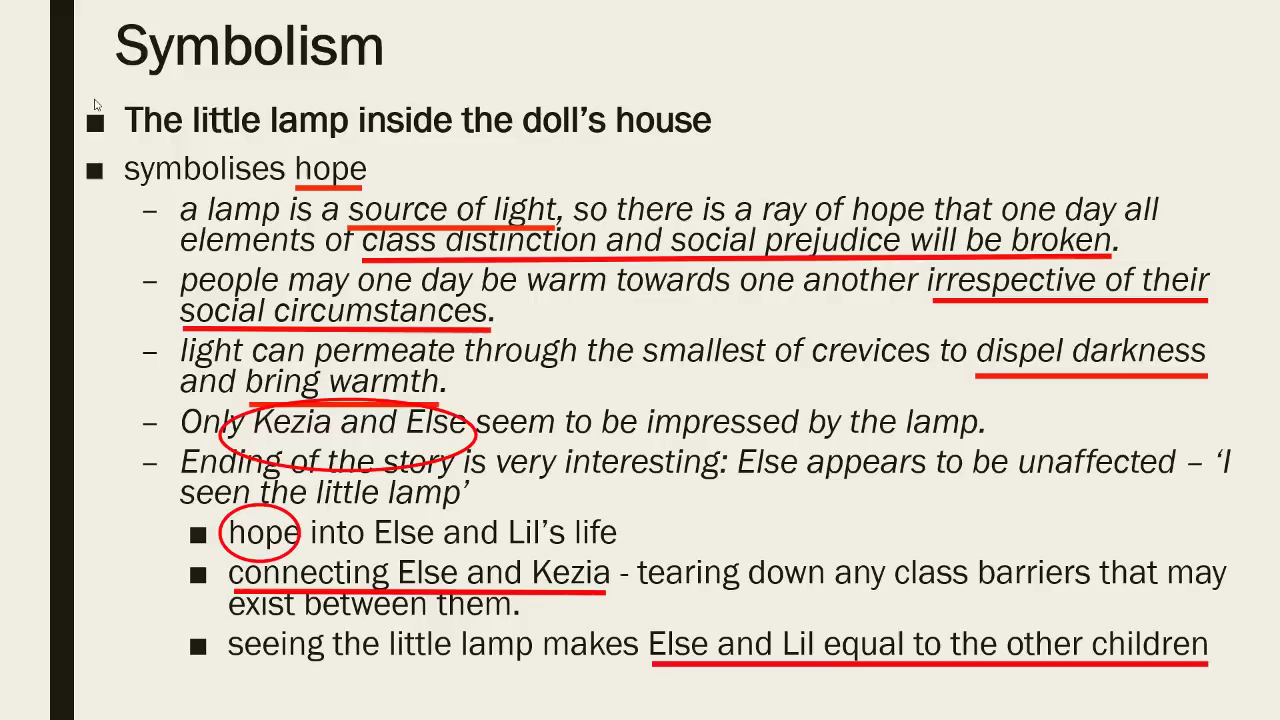 Symbolism
■ The little lamp inside the doll's house
■ symbolises hope
– a lamp is a source of light, so there is a ray of hope that one day all
elements of class distinction and social prejudice will be broken.
– people may one day be warm towards one another irrespective of their
social circumstances.
– light can permeate through the smallest of crevices to dispel darkness
and bring warmth.
– Only Kezia and Else seem to be impressed by the lamp.
– Ending of the story is very interesting: Else appears to be unaffected – ‘I
seen the little lamp’
■ hope into Else and Lil’s life
■ connecting Else and Kezia - tearing down any class barriers that may
exist between them.
■ seeing the little lamp makes Else and Lil equal to the other children